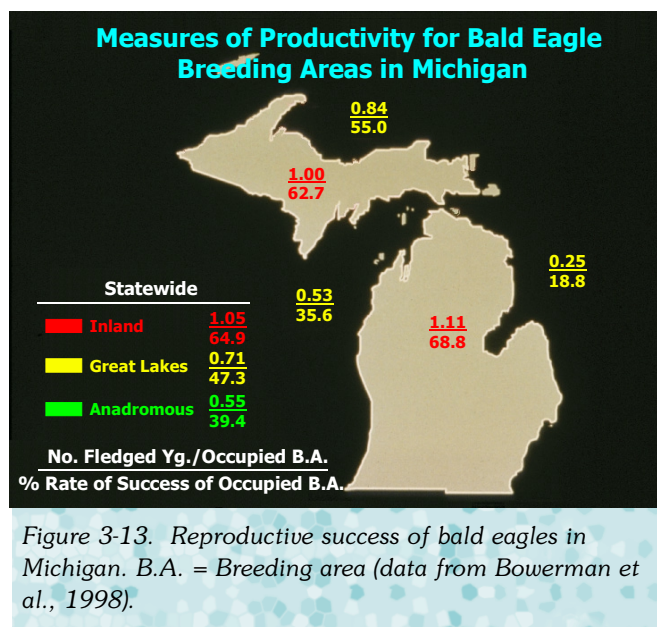 Measures of Productivity for Bald Eagle
Breeding Areas in Michigan
0.84
55.0
1.00
62.7
0.25
18.8
0.53
35.6
1.11
68.8
Statewide
Inland 1.05
64.9
Great Lakes 0.71
47.3
Anadromous 0.55
39.4
No. Fledged Yg./Occupied B.A.
% Rate of Success of Occupied B.A.
Figure 3-13. Reproductive success of bald eagles in
Michigan. B.A. = Breeding area (data from Bowerman et
al., 1998).